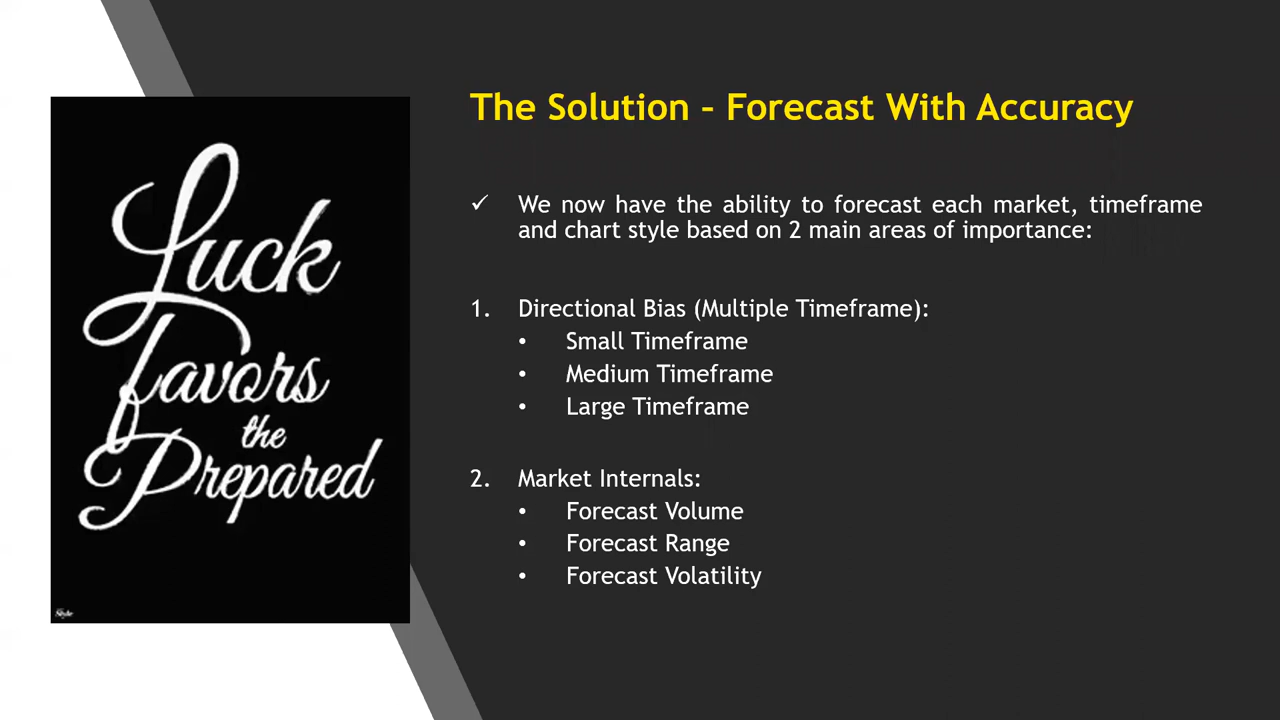 The Solution – Forecast With Accuracy
Luck
Favors
the
Prepared
✓ We now have the ability to forecast each market, timeframe
and chart style based on 2 main areas of importance:
1. Directional Bias (Multiple Timeframe):
• Small Timeframe
• Medium Timeframe
• Large Timeframe
2. Market Internals:
• Forecast Volume
• Forecast Range
• Forecast Volatility